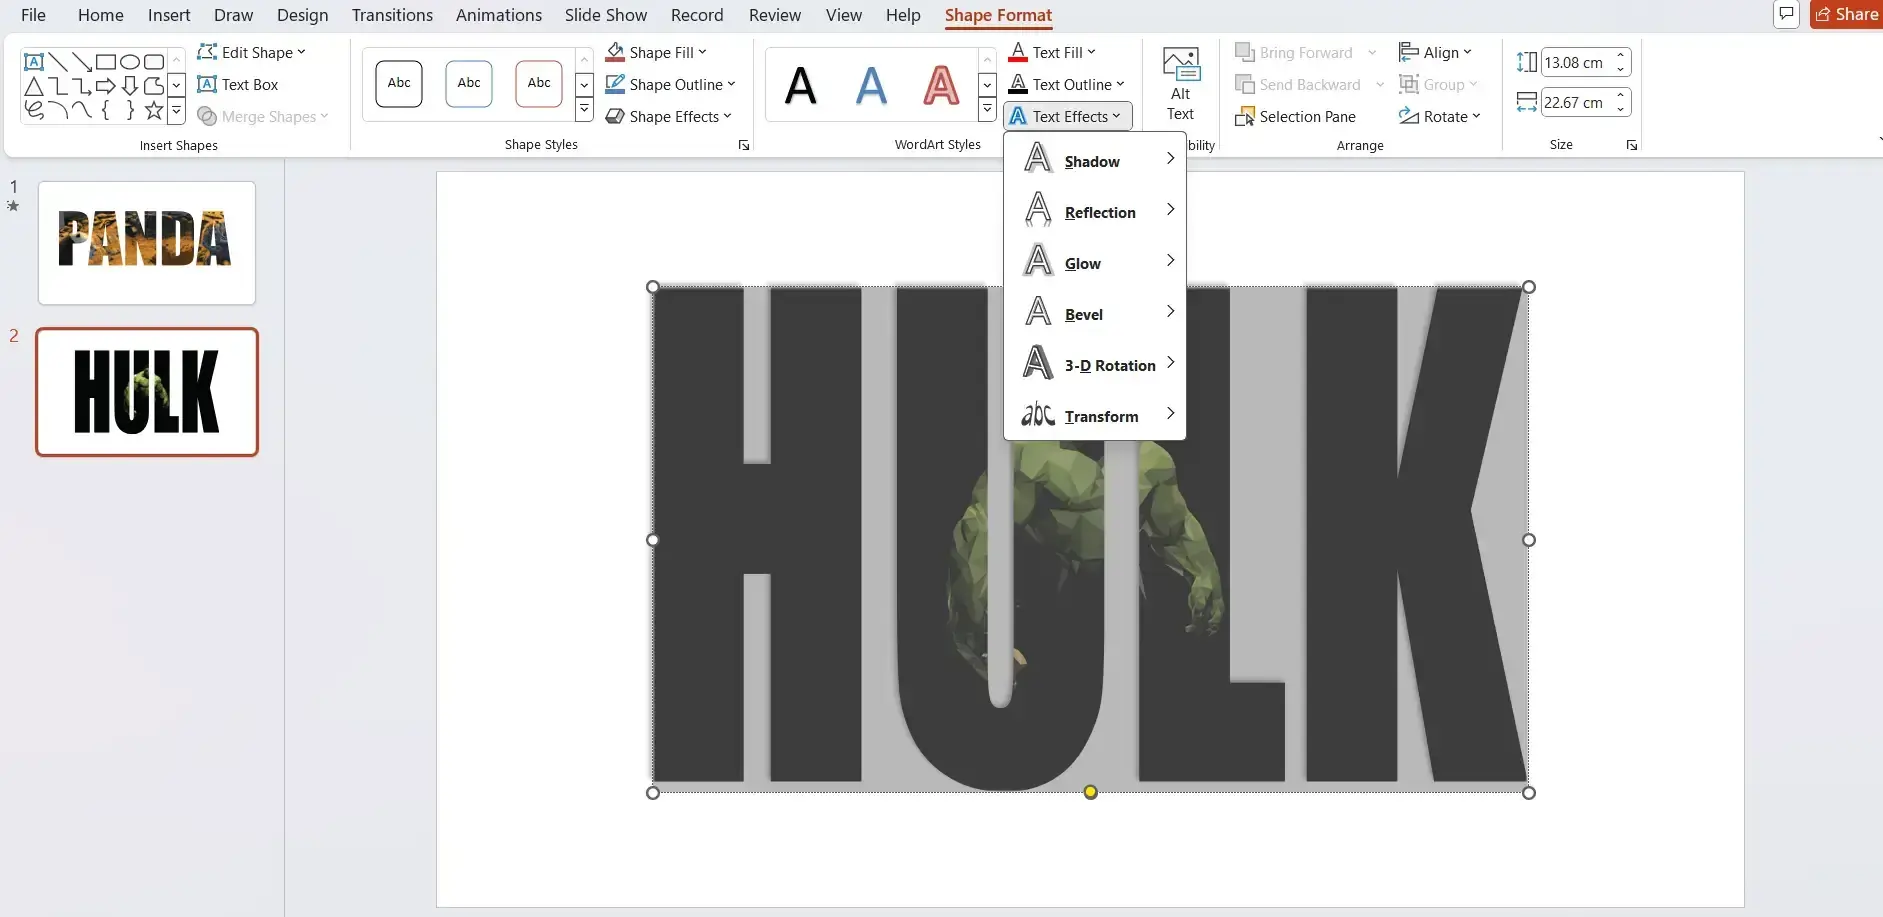 File Home Insert Draw Design Transitions Animations Slide Show Record Review View Help Shape Format Share
Edit Shape
Text Box
Merge Shapes
Insert Shapes
Abc Abc Abc
Shape Fill
Shape Outline
Shape Effects
Shape Styles
A A A
Text Fill
Text Outline
Text Effects
WordArt Styles
Alt
Text
bility
Bring Forward
Send Backward
Selection Pane
Align
Group
Rotate
Arrange
13.08 cm
22.67 cm
Size
Shadow
Reflection
Glow
Bevel
3-D Rotation
abc Transform
1
PANDA
2
HULK
HULK